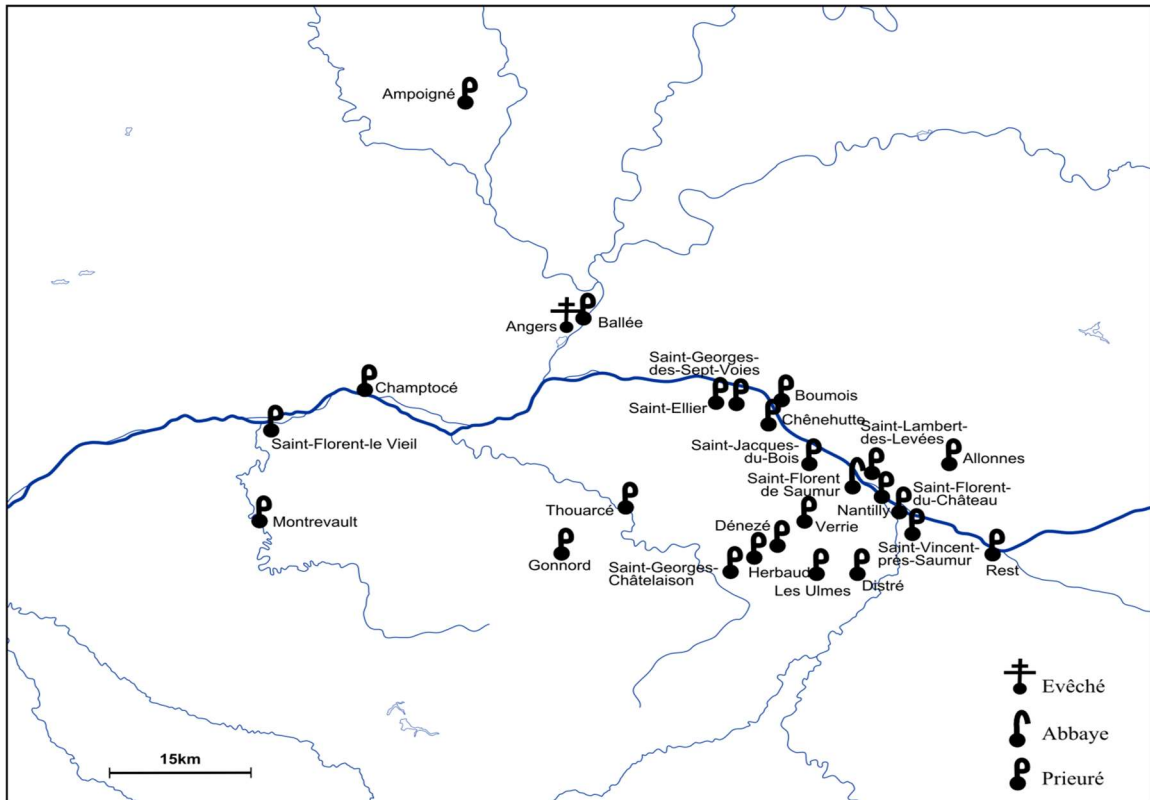 Ampoigné
Angers
Ballée
Saint-Georges-
des-Sept-Voies
Champtocé
Saint-Ellier
Boumois
Chênehutte
Saint-Lambert-
des-Levées
Saint-Florent-le Vieil
Saint-Jacques-
du-Bois
Allonnes
Saint-Florent
de Saumur
Saint-Florent-
du-Château
Nantilly
Montrevault
Thouarcé
Dénezé
Verrie
Gonnord
Saint-Georges-
Châtelaison
Herbaud
Saint-Vincent-
près-Saumur
Rest
Les Ulmes
Distré
Evêché
Abbaye
Prieuré
15km